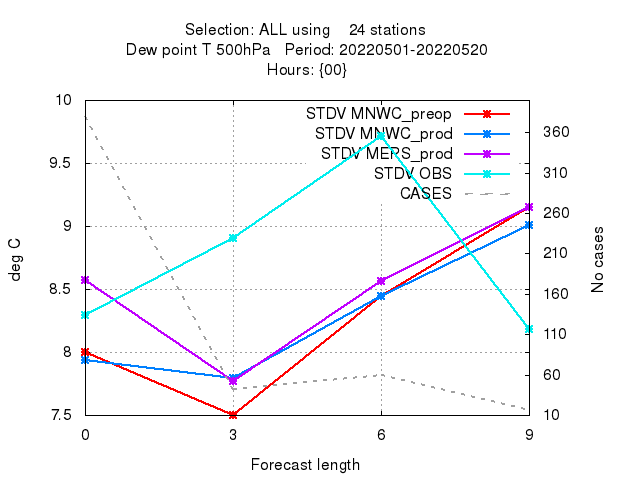 Selection: ALL using    24 stations
Dew point T 500hPa   Period: 20220501-20220520
Hours: {00}
STDV MNWC_preop
STDV MNWC_prod
STDV MEPS_prod
STDV OBS
CASES
10
9.5
9
8.5
8
7.5
deg C
360
310
260
210
160
110
60
10
No cases
0 3 6 9
Forecast length